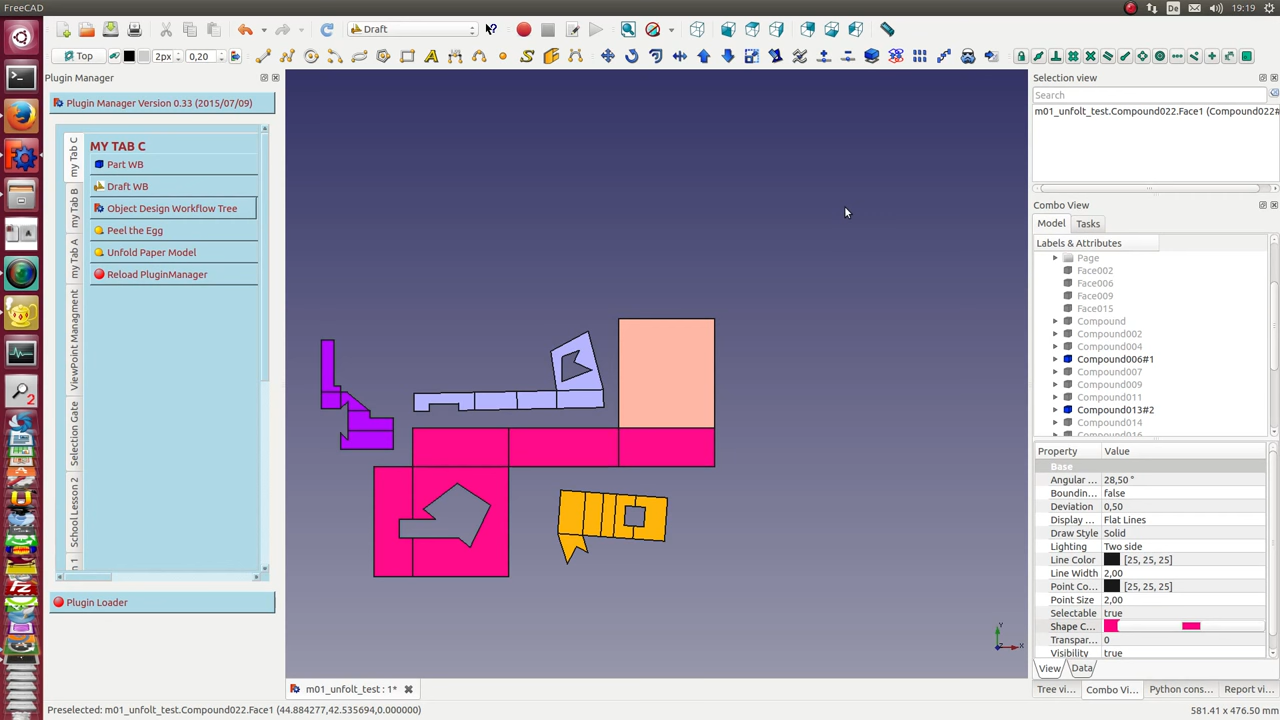 FreeCAD
De
19:19
Draft
Top
2px
0,20
Plugin Manager
Plugin Manager Version 0.33 (2015/07/09)
my Tab C
my Tab B
my Tab A
ViewPoint Managment
Selection Gate
School Lesson 2
MY TAB C
Part WB
Draft WB
Object Design Workflow Tree
Peel the Egg
Unfold Paper Model
Reload PluginManager
Plugin Loader
Y
X
m01_unfolt_test : 1*
Selection view
Search
m01_unfolt_test.Compound022.Face1 (Compound022#
Combo View
Model
Tasks
Labels & Attributes
Page
Face002
Face006
Face009
Face015
Compound
Compound002
Compound004
Compound006#1
Compound007
Compound009
Compound011
Compound013#2
Compound014
Compound016
Property
Value
Base
Angular ... 28,50 °
Boundin... false
Deviation 0,50
Display ... Flat Lines
Draw Style Solid
Lighting Two side
Line Color [25, 25, 25]
Line Width 2,00
Point Co... [25, 25, 25]
Point Size 2,00
Selectable true
Shape C...
Transpar... 0
Visibility true
View
Data
Tree vi...
Combo Vi...
Python cons...
Report vi...
Preselected: m01_unfolt_test.Compound022.Face1 (44.884277,42.535694,0.000000)
581.41 x 476.50 mm